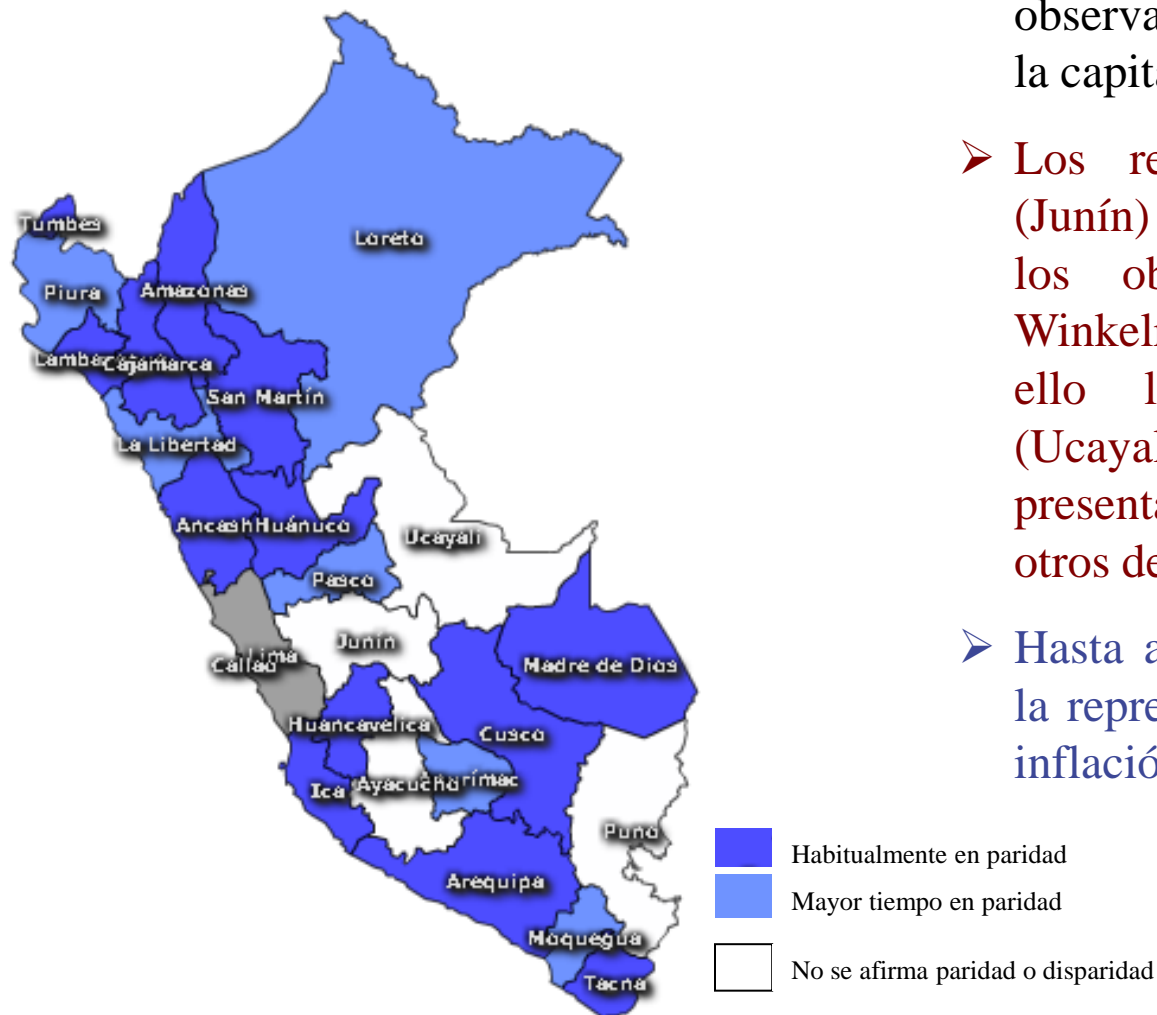 observa
la capita
➢ Los re
(Junín)
los ob
Winkel
ello l
(Ucayal
presenta
otros de
➢ Hasta a
la repre
inflació
Tumbes
Loreto
Piura
Amazonas
Cajamarca
San Martín
La Libertad
Ancash
Huánuco
Ucayali
Pasco
Junín
Lima
Callao
Madre de Dios
Huancavelica
Cusco
Ica
Ayacucho
Puno
Arequipa
Moquegua
Tacna
Habitualmente en paridad
Mayor tiempo en paridad
No se afirma paridad o disparidad